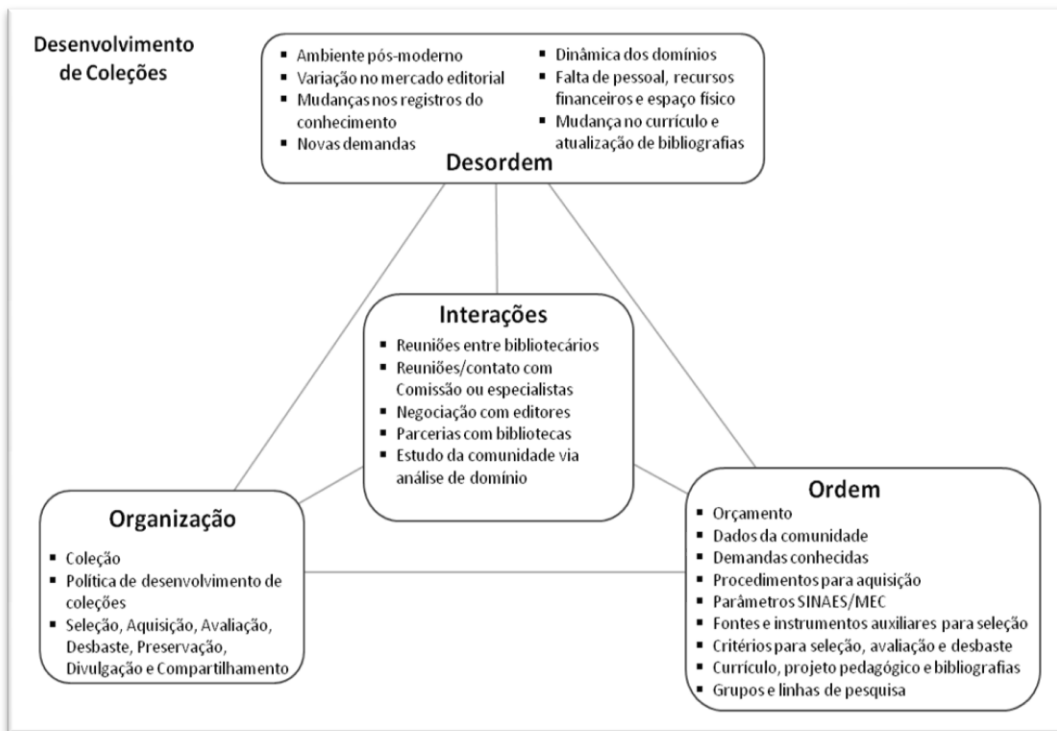 Desenvolvimento
de Coleções
▪ Ambiente pós-moderno
▪ Variação no mercado editorial
▪ Mudanças nos registros do
conhecimento
▪ Novas demandas
▪ Dinâmica dos domínios
▪ Falta de pessoal, recursos
financeiros e espaço físico
▪ Mudança no currículo e
atualização de bibliografias
Desordem
Interações
▪ Reuniões entre bibliotecários
▪ Reuniões/contato com
Comissão ou especialistas
▪ Negociação com editores
▪ Parcerias com bibliotecas
▪ Estudo da comunidade via
análise de domínio
Organização
▪ Coleção
▪ Política de desenvolvimento de
coleções
▪ Seleção, Aquisição, Avaliação,
Desbaste, Preservação,
Divulgação e Compartilhamento
Ordem
▪ Orçamento
▪ Dados da comunidade
▪ Demandas conhecidas
▪ Procedimentos para aquisição
▪ Parâmetros SINAES/MEC
▪ Fontes e instrumentos auxiliares para seleção
▪ Critérios para seleção, avaliação e desbaste
▪ Currículo, projeto pedagógico e bibliografias
▪ Grupos e linhas de pesquisa